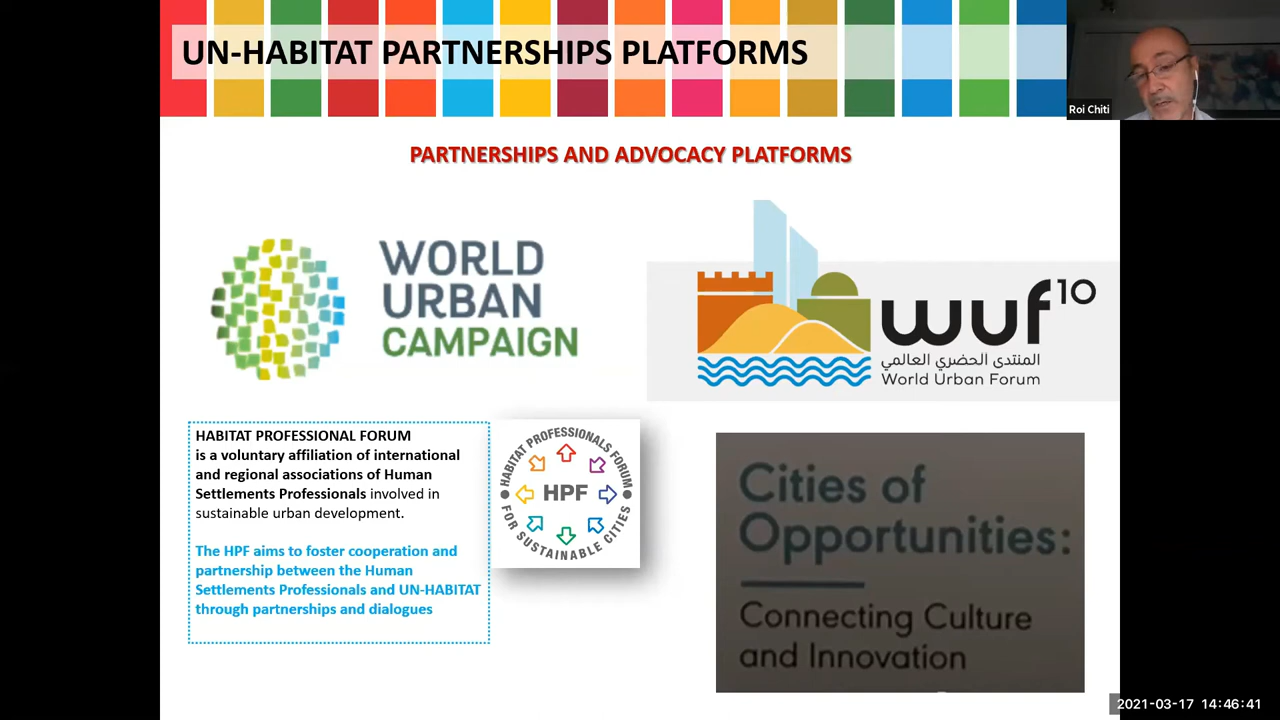 UN-HABITAT PARTNERSHIPS PLATFORMS
Roi Chiti
PARTNERSHIPS AND ADVOCACY PLATFORMS
WORLD
URBAN
CAMPAIGN
wuf10
المنتدى الحضري العالمي
World Urban Forum
HABITAT PROFESSIONAL FORUM
is a voluntary affiliation of international
and regional associations of Human
Settlements Professionals involved in
sustainable urban development.
The HPF aims to foster cooperation and
partnership between the Human
Settlements Professionals and UN-HABITAT
through partnerships and dialogues
HABITAT PROFESSIONALS FORUM
HPF
FOR SUSTAINABLE CITIES
Cities of
Opportunities:
Connecting Culture
and Innovation
2021-03-17 14:46:41